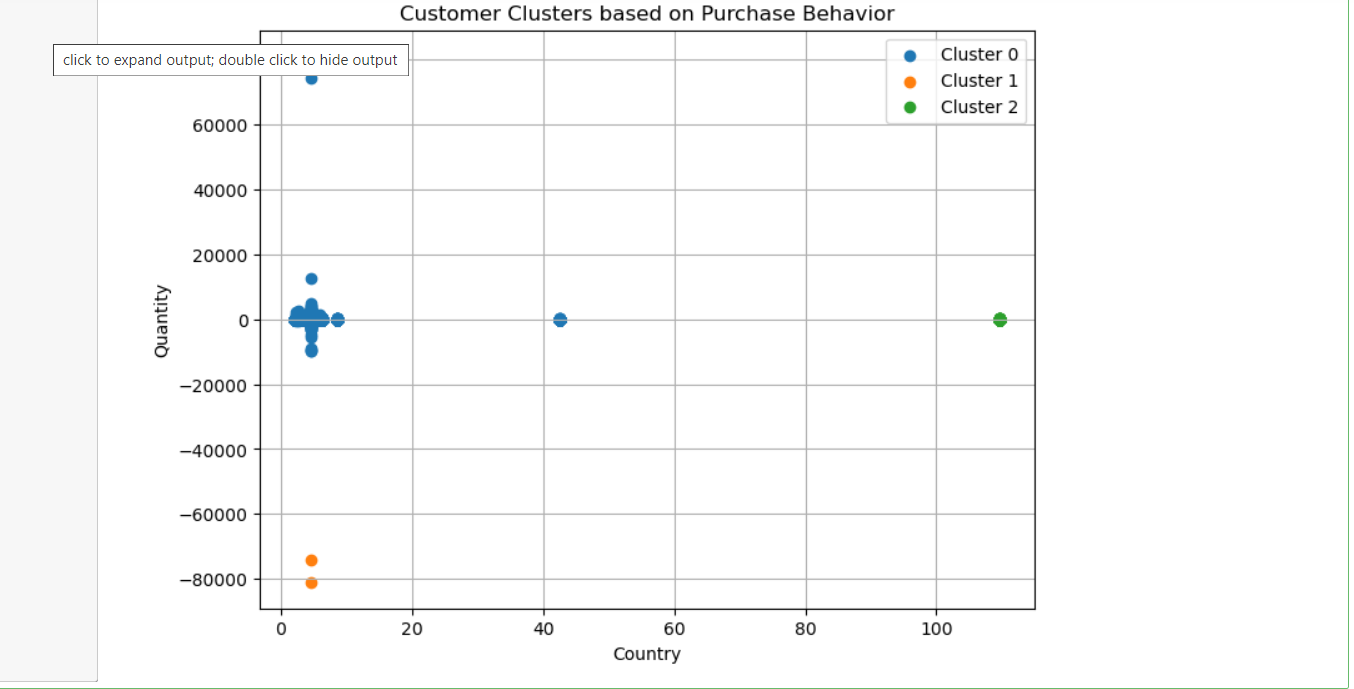 Customer Clusters based on Purchase Behavior
click to expand output; double click to hide output
Cluster 0
Cluster 1
Cluster 2
60000
40000
20000
0
−20000
−40000
−60000
−80000
Quantity
0 20 40 60 80 100
Country